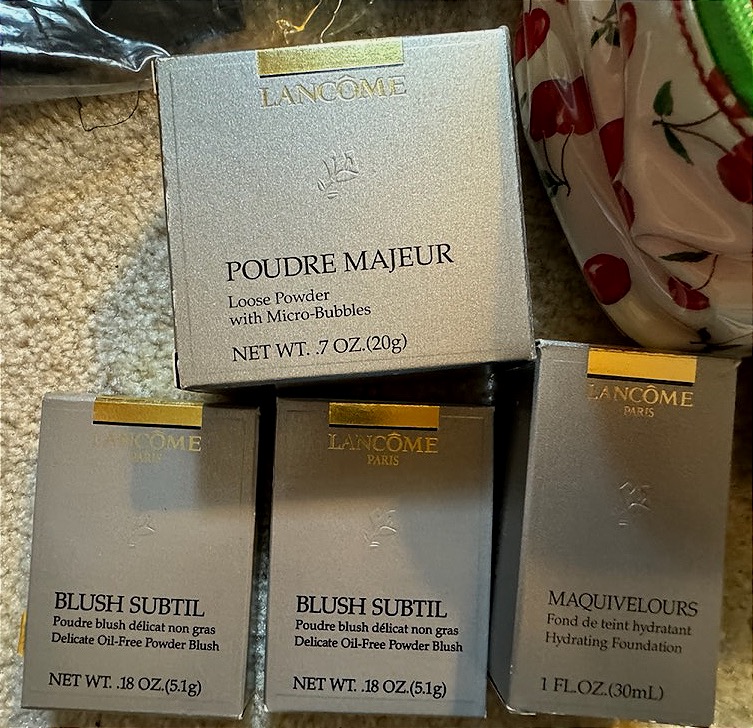 LANCÔME
POUDRE MAJEUR
Loose Powder
with Micro-Bubbles
NET WT. .7 OZ.(20g)
LANCÔME
PARIS
BLUSH SUBTIL
Poudre blush délicat non gras
Delicate Oil-Free Powder Blush
NET WT. .18 OZ.(5.1g)
LANCÔME
PARIS
BLUSH SUBTIL
Poudre blush délicat non gras
Delicate Oil-Free Powder Blush
NET WT. .18 OZ.(5.1g)
LANCÔME
PARIS
MAQUIVELOURS
Fond de teint hydratant
Hydrating Foundation
1 FL.OZ.(30mL)